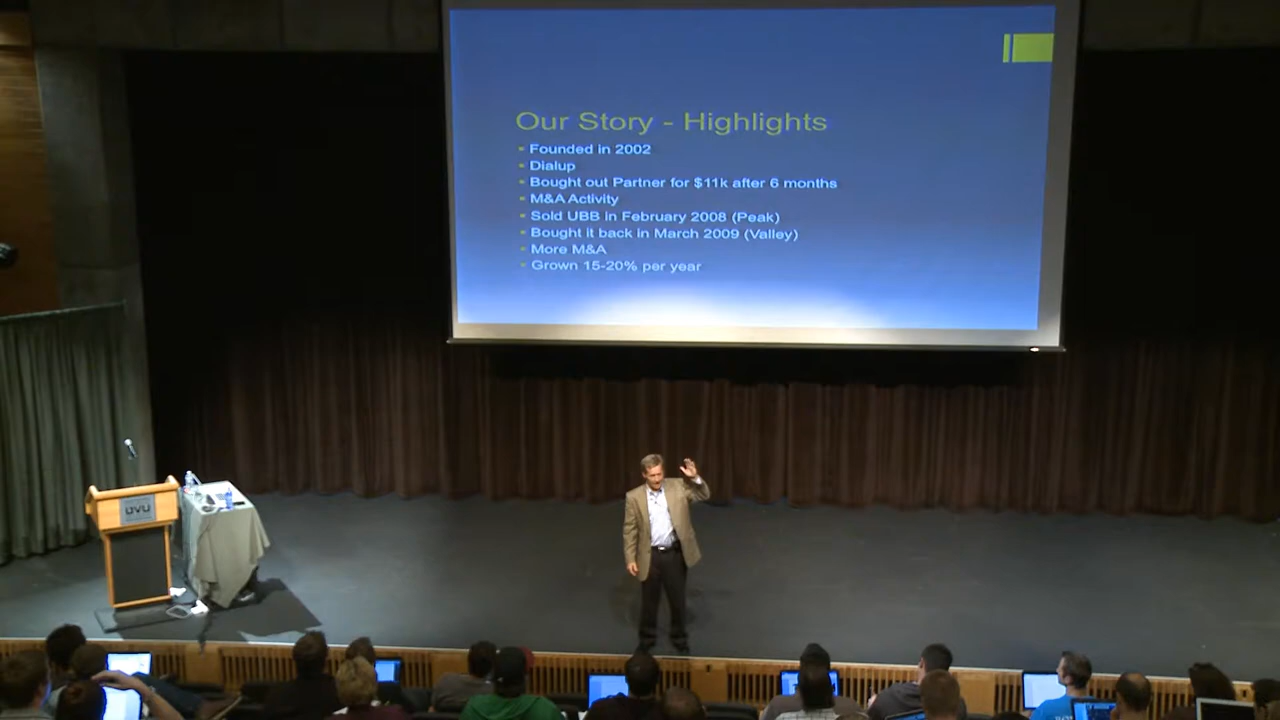 Our Story - Highlights
Founded in 2002
Dialup
Bought out Partner for $11k after 6 months
M&A Activity
Sold UBB in February 2008 (Peak)
Bought it back in March 2009 (Valley)
More M&A
Grown 15-20% per year
UVU